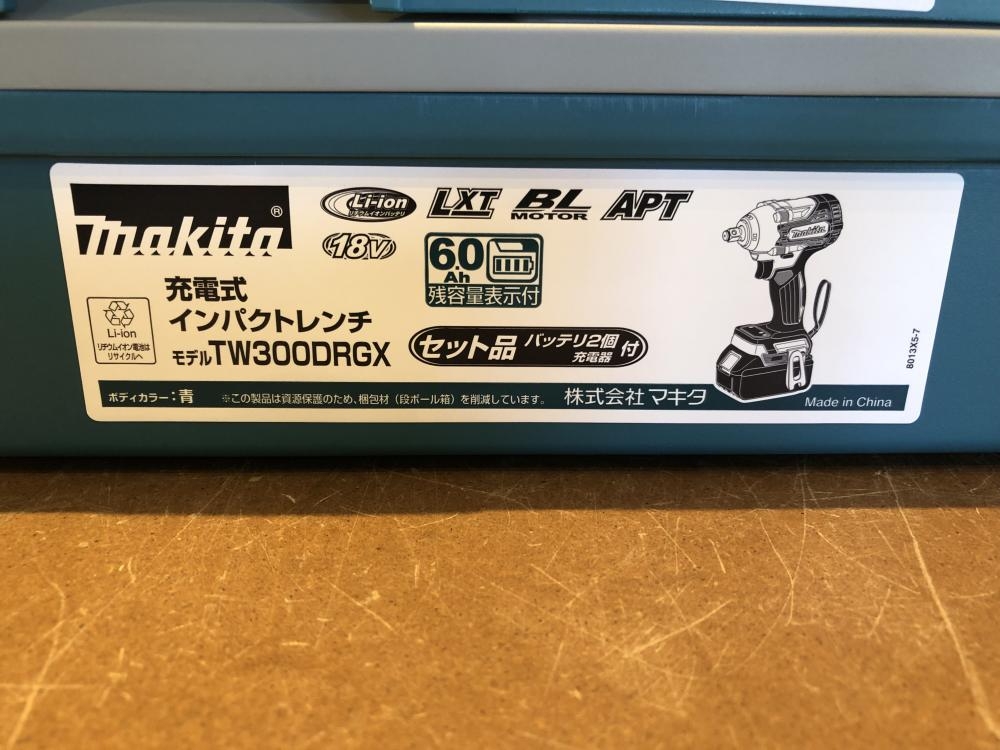 makita®
Li-ion
リチウムイオンバッテリ
LXT
BL MOTOR
APT
18V
6.0 Ah
残容量表示付
充電式
インパクトレンチ
モデルTW300DRGX
Li-ion
リチウムイオン電池は
リサイクルへ
セット品 バッテリ2個 充電器 付
makita
8013X5-7
ボディカラー:青 ※この製品は資源保護のため、梱包材(段ボール箱)を削減しています。 株式会社マキタ Made in China